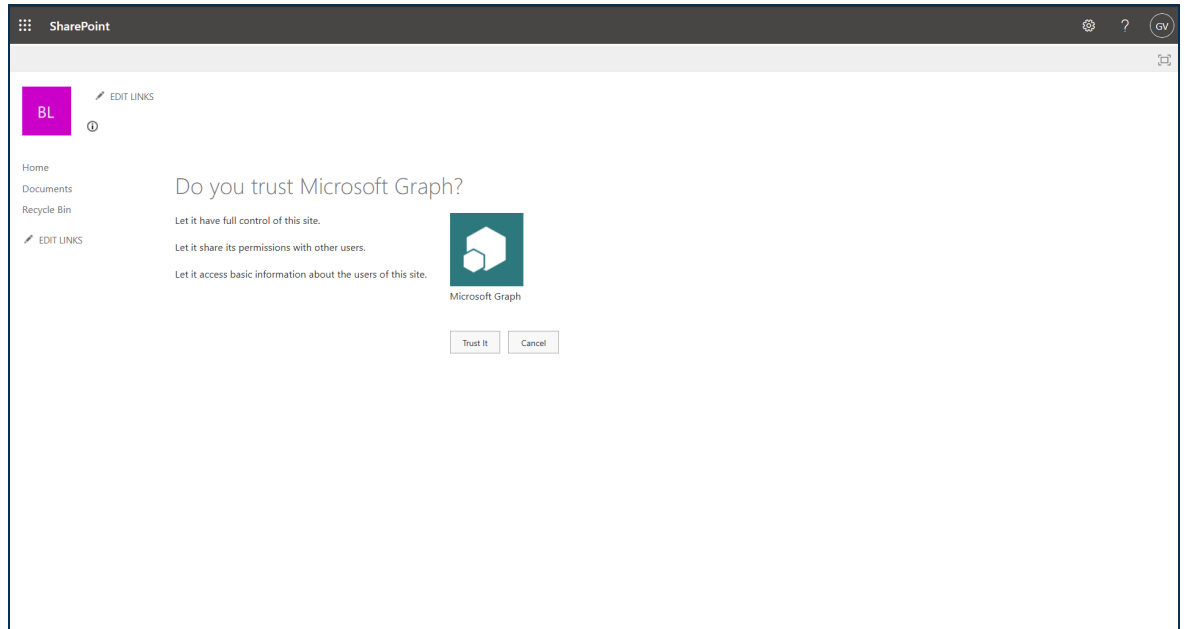 SharePoint
?
GV
BL
EDIT LINKS
Home
Documents
Recycle Bin
EDIT LINKS
Do you trust Microsoft Graph?
Let it have full control of this site.
Let it share its permissions with other users.
Let it access basic information about the users of this site.
Microsoft Graph
Trust It
Cancel